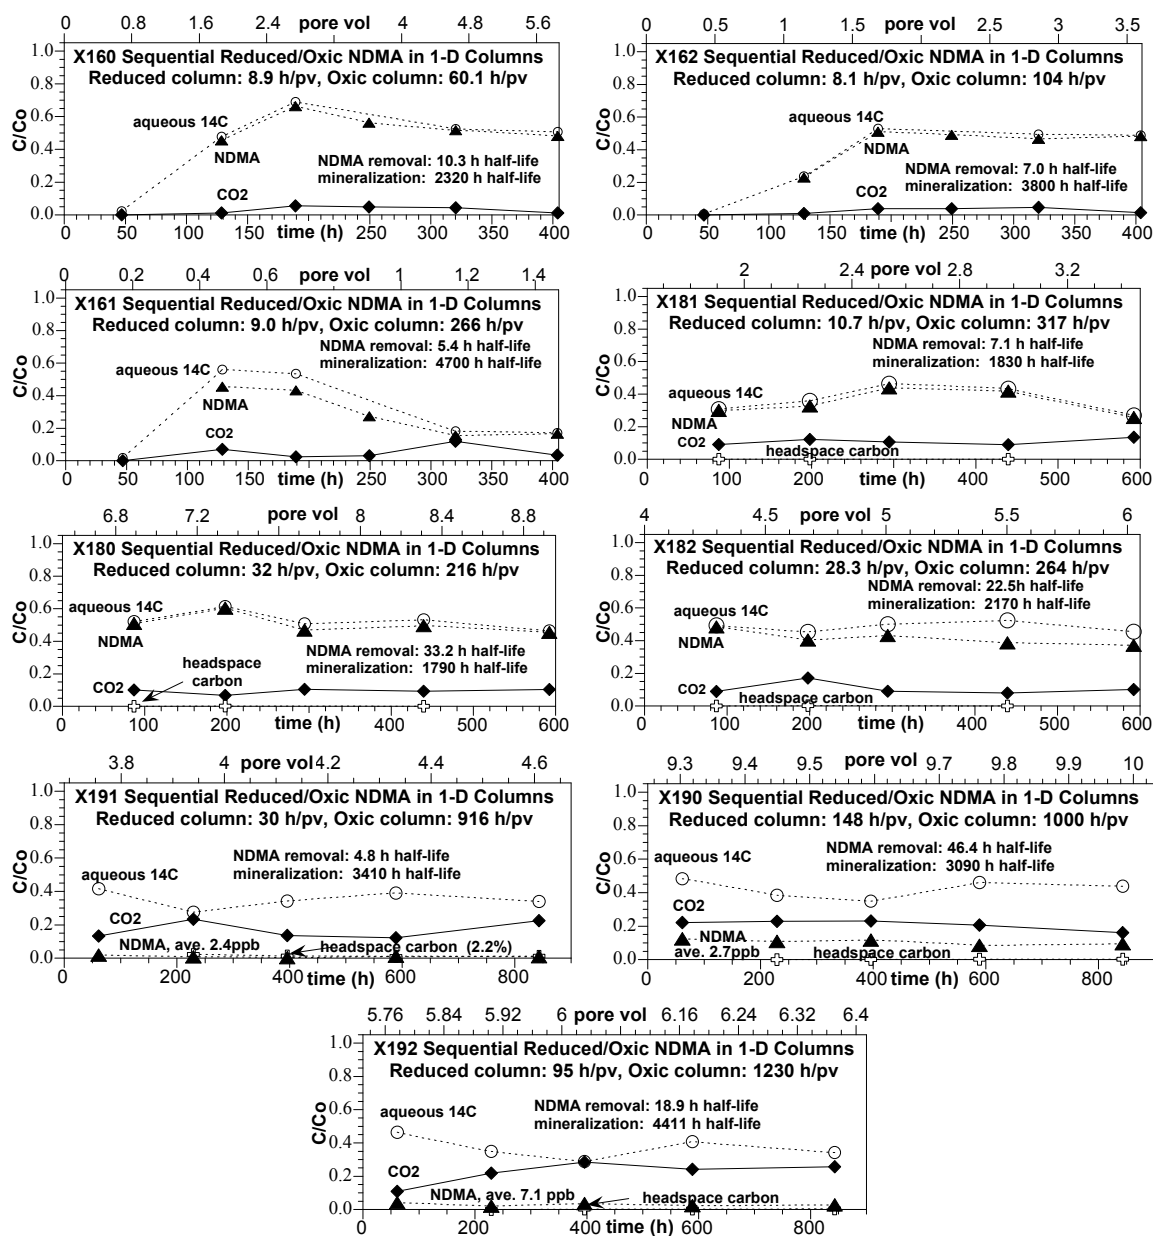 0 0.8 1.6 2.4 pore vol 4 4.8 5.6
X160 Sequential Reduced/Oxic NDMA in 1-D Columns
Reduced column: 8.9 h/pv, Oxic column: 60.1 h/pv
aqueous 14C
NDMA
NDMA removal: 10.3 h half-life
mineralization: 2320 h half-life
CO2
C/Co
1.0
0.8
0.6
0.4
0.2
0.0
0 50 100 150 time (h) 250 300 350 400
0 0.5 1 1.5 pore vol 2 2.5 3 3.5
X162 Sequential Reduced/Oxic NDMA in 1-D Columns
Reduced column: 8.1 h/pv, Oxic column: 104 h/pv
aqueous 14C
NDMA
NDMA removal: 7.0 h half-life
mineralization: 3800 h half-life
CO2
C/Co
1.0
0.8
0.6
0.4
0.2
0.0
0 50 100 150 time (h) 250 300 350 400
0 0.2 0.4 0.6 pore vol 1 1.2 1.4
X161 Sequential Reduced/Oxic NDMA in 1-D Columns
Reduced column: 9.0 h/pv, Oxic column: 266 h/pv
NDMA removal: 5.4 h half-life
mineralization: 4700 h half-life
aqueous 14C
NDMA
CO2
C/Co
1.0
0.8
0.6
0.4
0.2
0.0
0 50 100 150 time (h) 250 300 350 400
2 2.4 pore vol 2.8 3.2
X181 Sequential Reduced/Oxic NDMA in 1-D Columns
Reduced column: 10.7 h/pv, Oxic column: 317 h/pv
NDMA removal: 7.1 h half-life
mineralization: 1830 h half-life
aqueous 14C
NDMA
CO2
headspace carbon
C/Co
1.0
0.8
0.6
0.4
0.2
0.0
0 100 200 time (h) 400 500 600
6.8 7.2 pore vol 8 8.4 8.8
X180 Sequential Reduced/Oxic NDMA in 1-D Columns
Reduced column: 32 h/pv, Oxic column: 216 h/pv
aqueous 14C
NDMA
NDMA removal: 33.2 h half-life
mineralization: 1790 h half-life
headspace
carbon
CO2
C/Co
1.0
0.8
0.6
0.4
0.2
0.0
0 100 200 time (h) 400 500 600
4 4.4 pore vol 5 5.5 6
X182 Sequential Reduced/Oxic NDMA in 1-D Columns
Reduced column: 28.3 h/pv, Oxic column: 264 h/pv
NDMA removal: 22.5h half-life
mineralization: 2170 h half-life
aqueous 14C
NDMA
CO2
headspace carbon
C/Co
1.0
0.8
0.6
0.4
0.2
0.0
0 100 200 time (h) 400 500 600
3.8 4 pore vol 4.2 4.4 4.6
X191 Sequential Reduced/Oxic NDMA in 1-D Columns
Reduced column: 30 h/pv, Oxic column: 916 h/pv
NDMA removal: 4.8 h half-life
mineralization: 3410 h half-life
aqueous 14C
CO2
NDMA, ave. 2.4ppb
headspace carbon (2.2%)
C/Co
1.0
0.8
0.6
0.4
0.2
0.0
0 200 time (h) 600 800
9.3 9.4 9.5 pore vol 9.6 9.7 9.8 9.9 10
X190 Sequential Reduced/Oxic NDMA in 1-D Columns
Reduced column: 148 h/pv, Oxic column: 1000 h/pv
NDMA removal: 46.4 h half-life
mineralization: 3090 h half-life
aqueous 14C
CO2
NDMA
ave. 2.7ppb
headspace carbon
C/Co
1.0
0.8
0.6
0.4
0.2
0.0
0 200 time (h) 600 800
5.76 5.84 5.92 6 pore vol 6.16 6.24 6.32 6.4
X192 Sequential Reduced/Oxic NDMA in 1-D Columns
Reduced column: 95 h/pv, Oxic column: 1230 h/pv
NDMA removal: 18.9 h half-life
mineralization: 4411 h half-life
aqueous 14C
CO2
NDMA, ave. 7.1 ppb
headspace carbon
C/Co
1.0
0.8
0.6
0.4
0.2
0.0
0 200 400 time (h) 600 800